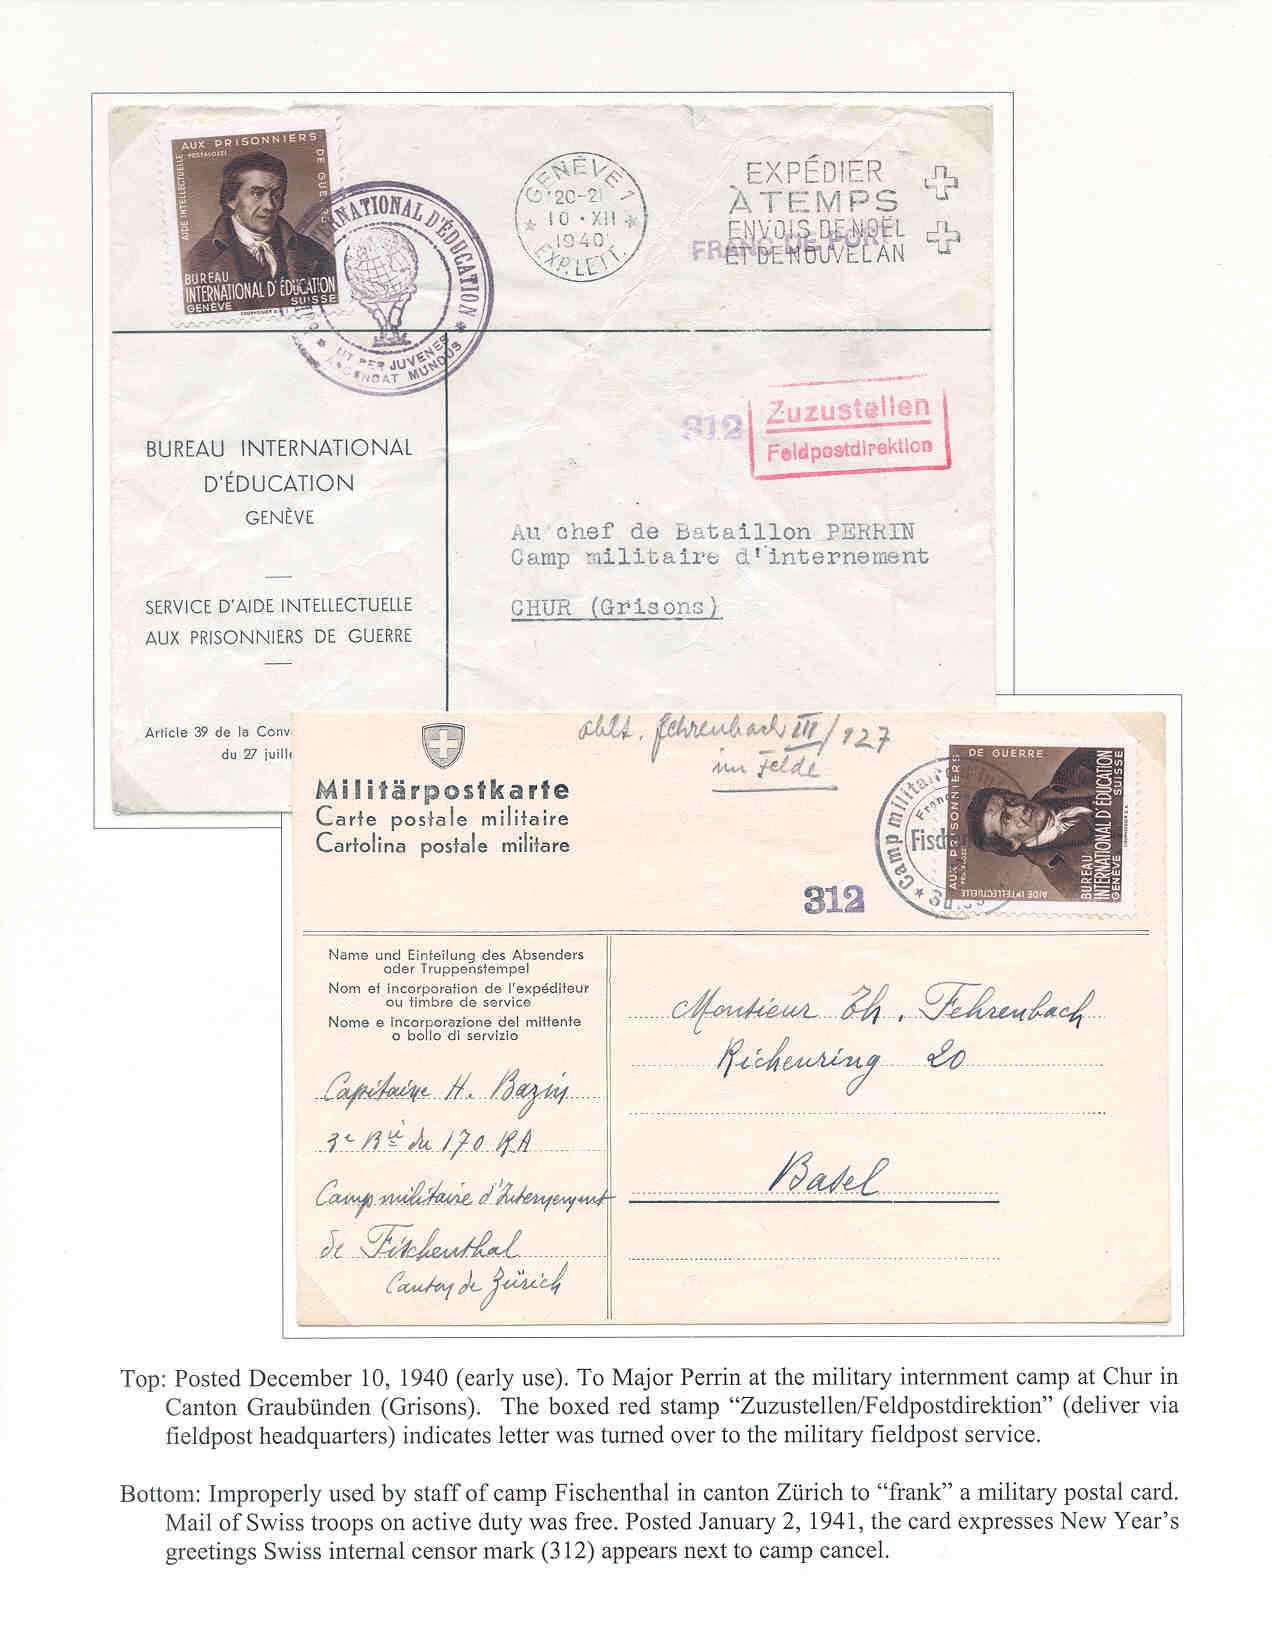 AUX PRISONNIERS
DE GUERRE
PESTALOZZI
AIDE INTELLECTUELLE
BUREAU
INTERNATIONAL D'ÉDUCATION
GENÈVE SUISSE
INTERNATIONAL D'ÉDUCATION
UT PER JUVENES
ASCENDAT MUNDUS
GENÈVE 1
20-21
10 · XII
1940
EXP. LETT.
EXPÉDIER
À TEMPS
ENVOIS DE NOËL
ET DE NOUVEL AN
FRANC DE PORT
BUREAU INTERNATIONAL
D'ÉDUCATION
GENÈVE
SERVICE D'AIDE INTELLECTUELLE
AUX PRISONNIERS DE GUERRE
Article 39 de la Conv
du 27 juille
312
Zuzustellen
Feldpostdirektion
Au chef de Bataillon PERRIN
Camp militaire d'internement
CHUR (Grisons)
Militärpostkarte
Carte postale militaire
Cartolina postale militare
oblt. Fehrenbach III/127
im Felde
312
Camp militaire
Fisch
AUX PRISONNIERS
DE GUERRE
AIDE INTELLECTUELLE
BUREAU
INTERNATIONAL D'ÉDUCATION
GENÈVE SUISSE
Name und Einteilung des Absenders
oder Truppenstempel
Nom et incorporation de l'expéditeur
ou timbre de service
Nome e incorporazione del mittente
o bollo di servizio
Capitaine H. Bazin
3e Bie du 170 RA
Camp militaire d'Internement
de Fischenthal
Canton de Zürich
Monsieur Th. Fehrenbach
Richenring 20
Basel
Top: Posted December 10, 1940 (early use). To Major Perrin at the military internment camp at Chur in
Canton Graubünden (Grisons). The boxed red stamp “Zuzustellen/Feldpostdirektion” (deliver via
fieldpost headquarters) indicates letter was turned over to the military fieldpost service.
Bottom: Improperly used by staff of camp Fischenthal in canton Zürich to “frank” a military postal card.
Mail of Swiss troops on active duty was free. Posted January 2, 1941, the card expresses New Year’s
greetings Swiss internal censor mark (312) appears next to camp cancel.